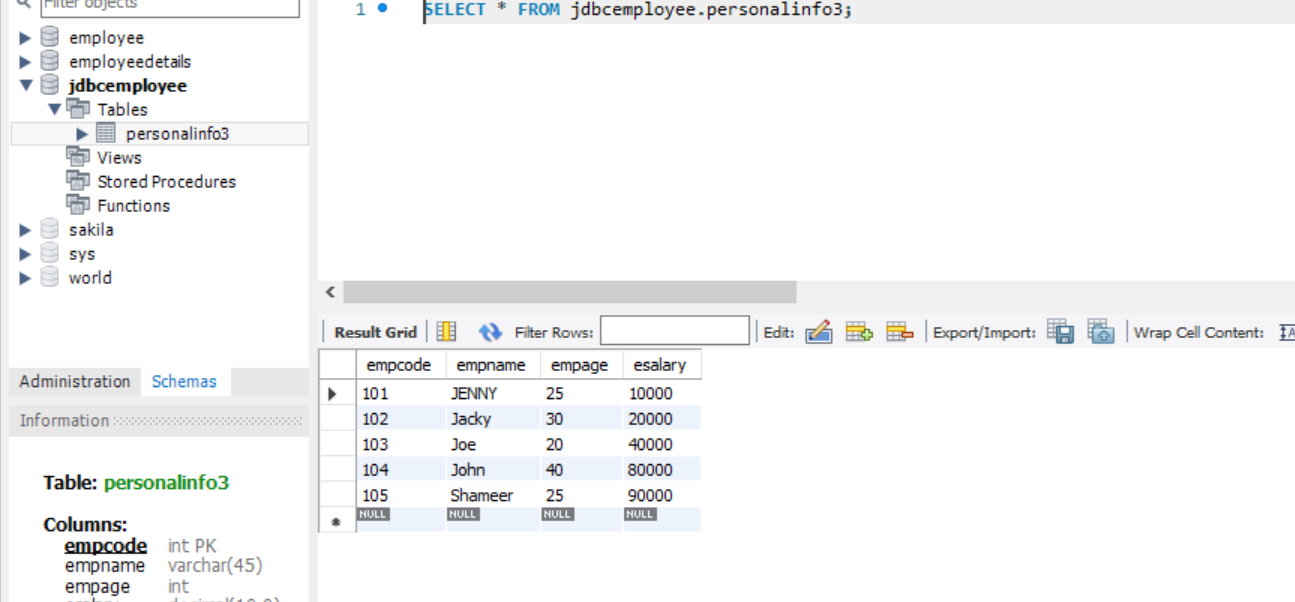 Filter objects
employee
employeedetails
jdbcemployee
Tables
personalinfo3
Views
Stored Procedures
Functions
sakila
sys
world
Administration Schemas
Information
Table: personalinfo3
Columns:
empcode int PK
empname varchar(45)
empage int
1 SELECT * FROM jdbcemployee.personalinfo3;
Result Grid Filter Rows: Edit: Export/Import: Wrap Cell Content:
empcode empname empage esalary
101 JENNY 25 10000
102 Jacky 30 20000
103 Joe 20 40000
104 John 40 80000
105 Shameer 25 90000
NULL NULL NULL NULL